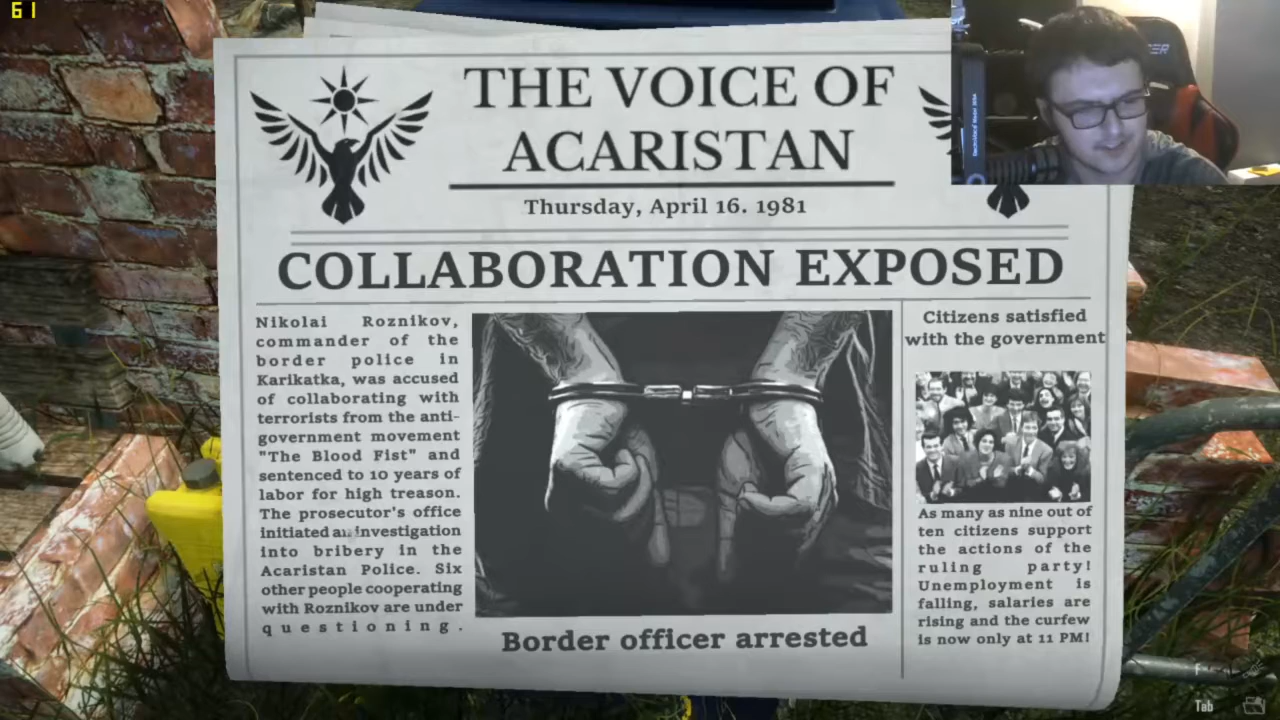 61
THE VOICE OF
ACARISTAN
Thursday, April 16. 1981
COLLABORATION EXPOSED
Nikolai Roznikov,
commander of the
border police in
Karikatka, was accused
of collaborating with
terrorists from the anti-
government movement
"The Blood Fist" and
sentenced to 10 years of
labor for high treason.
The prosecutor's office
initiated an investigation
into bribery in the
Acaristan Police. Six
other people cooperating
with Roznikov are under
questioning.
Border officer arrested
Citizens satisfied
with the government
As many as nine out of
ten citizens support
the actions of the
ruling party!
Unemployment is
falling, salaries are
rising and the curfew
is now only at 11 PM!
F
Tab